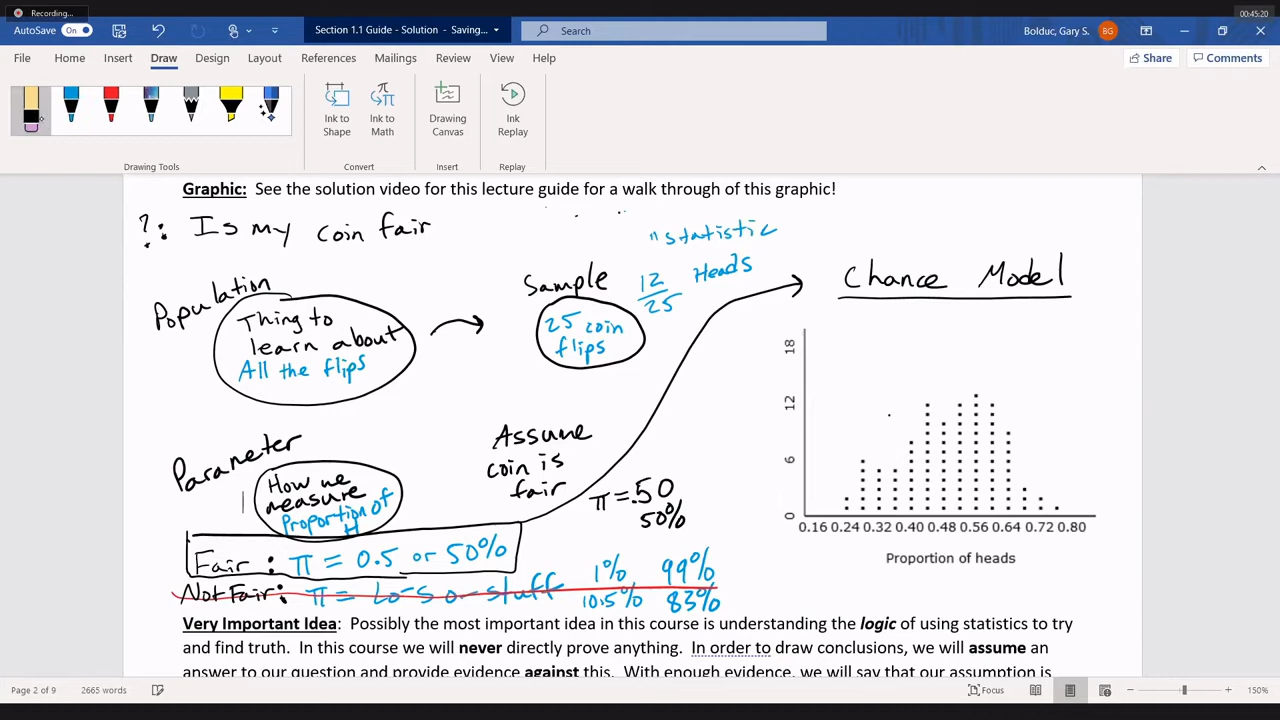 Recording...
00:45:20
AutoSave On
Section 1.1 Guide - Solution - Saving...
Search
Bolduc, Gary S. BG
File Home Insert Draw Design Layout References Mailings Review View Help
Share Comments
Ink to Shape
Ink to Math
Drawing Canvas
Ink Replay
Drawing Tools Convert Insert Replay
Graphic: See the solution video for this lecture guide for a walk through of this graphic!
?: Is my coin fair
"statistic
Population
Thing to
learn about
All the flips
Sample
25 coin
flips
12/25 Heads
Chance Model
18
12
6
0
0.16 0.24 0.32 0.40 0.48 0.56 0.64 0.72 0.80
Proportion of heads
Parameter
How we
measure
Proportion of
H
Assume
coin is
fair
π = .50
50%
Fair : π = 0.5 or 50%
Not Fair: π = Lots of stuff
1% 99%
10.5% 83%
Very Important Idea: Possibly the most important idea in this course is understanding the logic of using statistics to try
and find truth. In this course we will never directly prove anything. In order to draw conclusions, we will assume an
answer to our question and provide evidence against this. With enough evidence, we will say that our assumption is
Page 2 of 9 2665 words
Focus
150%